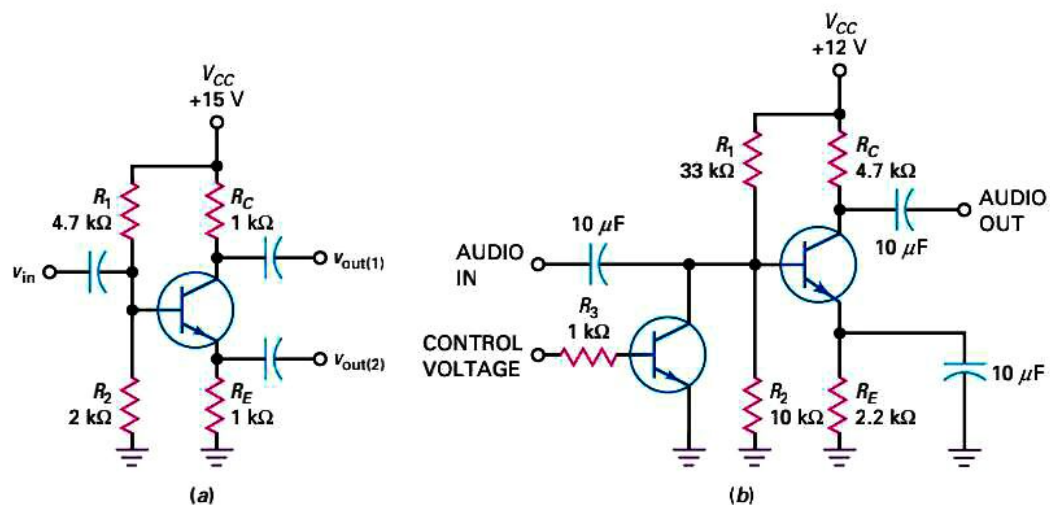 V_CC
+15 V
R_1
4.7 kΩ
R_C
1 kΩ
v_in
v_out(1)
v_out(2)
R_2
2 kΩ
R_E
1 kΩ
(a)
V_CC
+12 V
R_1
33 kΩ
R_C
4.7 kΩ
10 μF
AUDIO
OUT
10 μF
AUDIO
IN
R_3
1 kΩ
CONTROL
VOLTAGE
R_2
10 kΩ
R_E
2.2 kΩ
10 μF
(b)